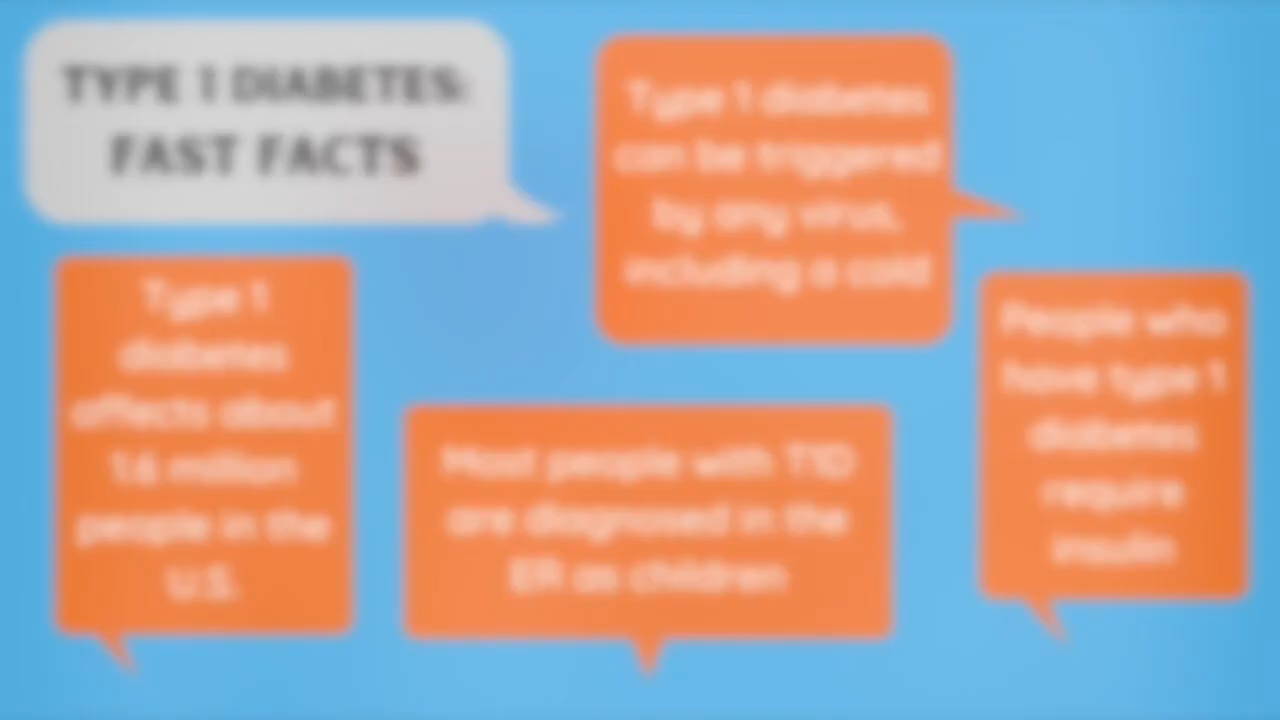 TYPE 1 DIABETES:
FAST FACTS
Type 1 diabetes
can be triggered
by any virus,
including a cold
Type 1
diabetes
affects about
1.6 million
people in the
U.S.
Most people with T1D
are diagnosed in the
ER as children
People who
have type 1
diabetes
require
insulin